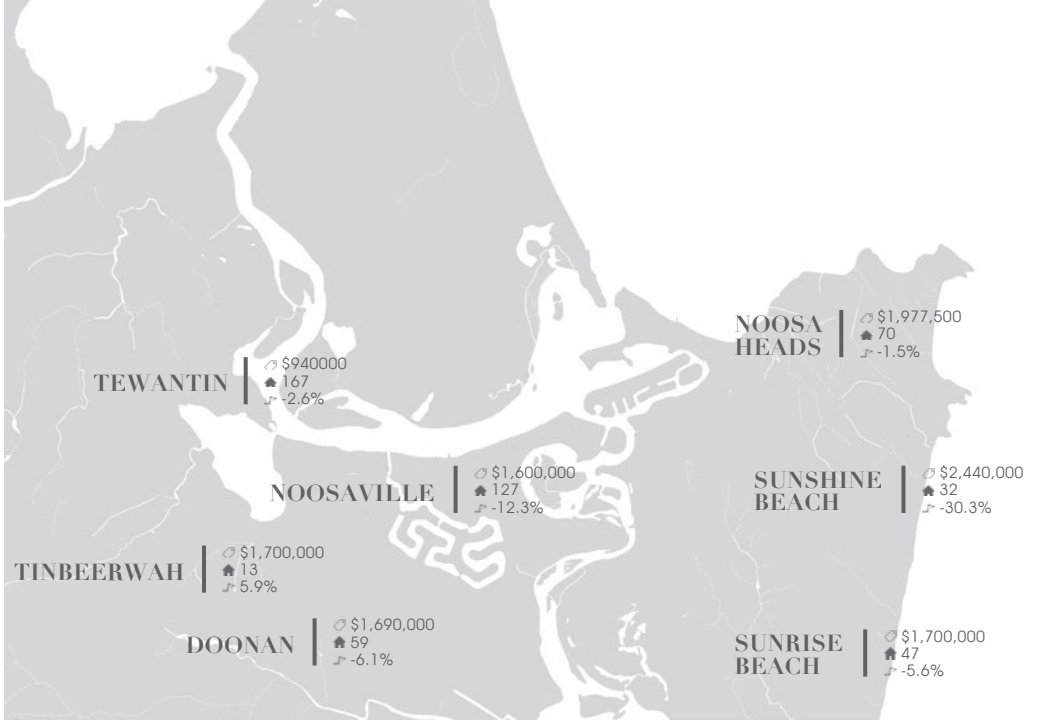 NOOSA
HEADS
$1,977,500
70
-1.5%
TEWANTIN
$940000
167
-2.6%
NOOSAVILLE
$1,600,000
127
-12.3%
SUNSHINE
BEACH
$2,440,000
32
-30.3%
TINBEERWAH
$1,700,000
13
5.9%
DOONAN
$1,690,000
59
-6.1%
SUNRISE
BEACH
$1,700,000
47
-5.6%